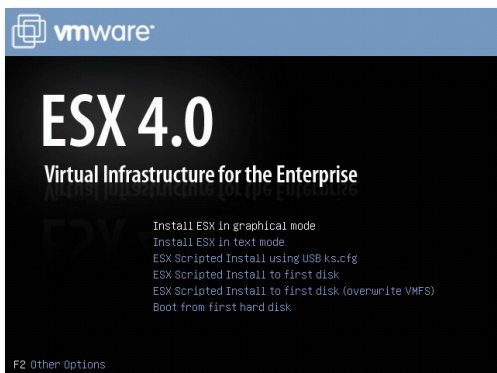 vmware
ESX 4.0
Virtual Infrastructure for the Enterprise
Install ESX in graphical mode
Install ESX in text mode
ESX Scripted Install using USB ks.cfg
ESX Scripted Install to first disk
ESX Scripted Install to first disk (overwrite VMFS)
Boot from first hard disk
F2 Other Options